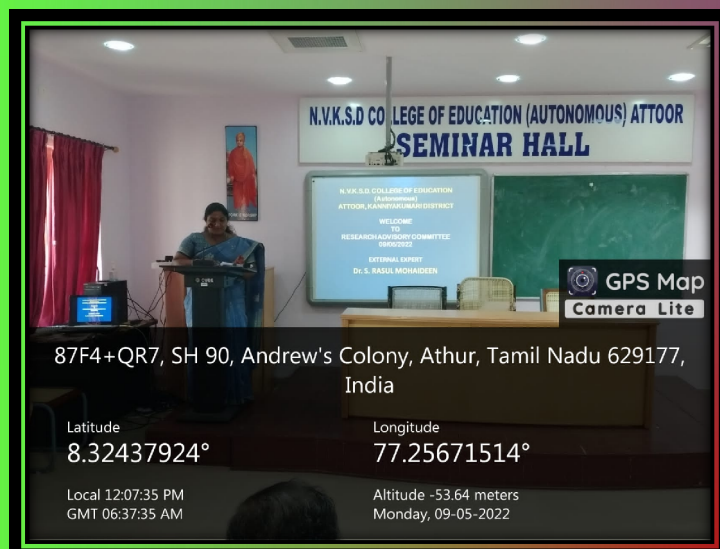 N.V.K.S.D COLLEGE OF EDUCATION (AUTONOMOUS) ATTOOR
SEMINAR HALL
N.V.K.S.D. COLLEGE OF EDUCATION
(Autonomous)
ATTOOR, KANNIYAKUMARI DISTRICT
WELCOME
TO
RESEARCH ADVISORY COMMITTEE
09/05/2022
EXTERNAL EXPERT
Dr. S. RASUL MOHAIDEEN
GPS Map
Camera Lite
87F4+QR7, SH 90, Andrew's Colony, Athur, Tamil Nadu 629177,
India
Latitude
8.32437924°
Longitude
77.25671514°
Local 12:07:35 PM
GMT 06:37:35 AM
Altitude -53.64 meters
Monday, 09-05-2022